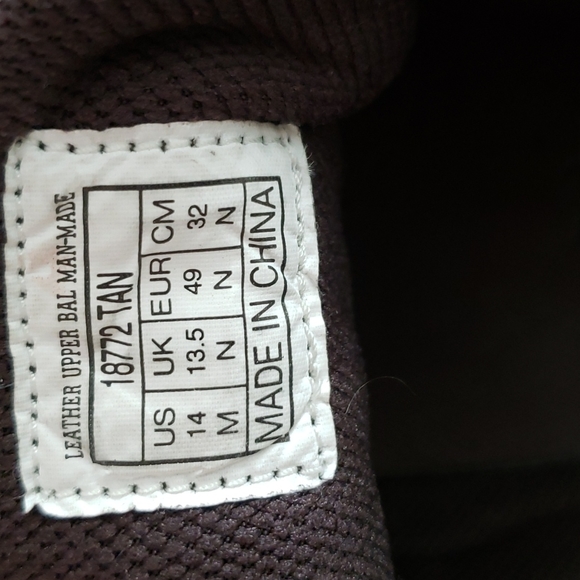 LEATHER UPPER BAL MAN-MADE
18772 TAN
US UK EUR CM
14 13.5 49 32
M N N N
MADE IN CHINA